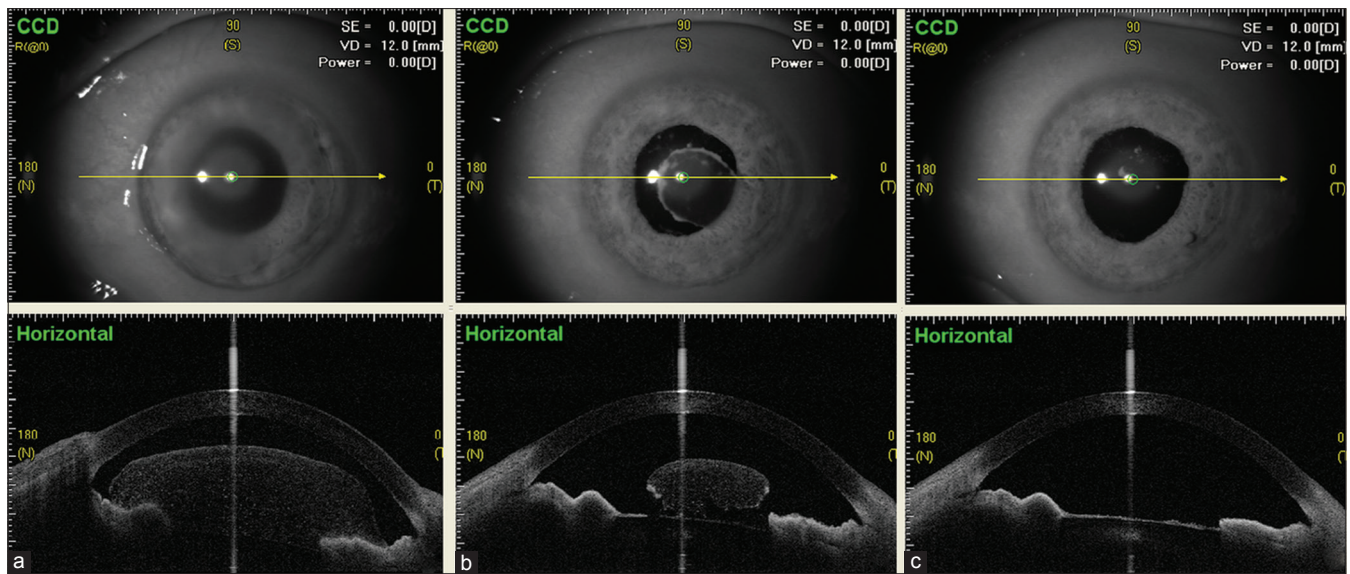 CCD
90
(S)
SE = 0.00[D]
VD = 12.0 [mm]
Power = 0.00[D]
R(@0)
180
(N)
0
(T)
Horizontal
180
(N)
0
a
CCD
90
(S)
SE = 0.00[D]
VD = 12.0 [mm]
Power = 0.00[D]
R(@0)
180
(N)
0
(T)
Horizontal
180
(N)
0
b
CCD
90
(S)
SE = 0.00[D]
VD = 12.0 [mm]
Power = 0.00[D]
R(@0)
180
(N)
0
(T)
Horizontal
180
(N)
0
c